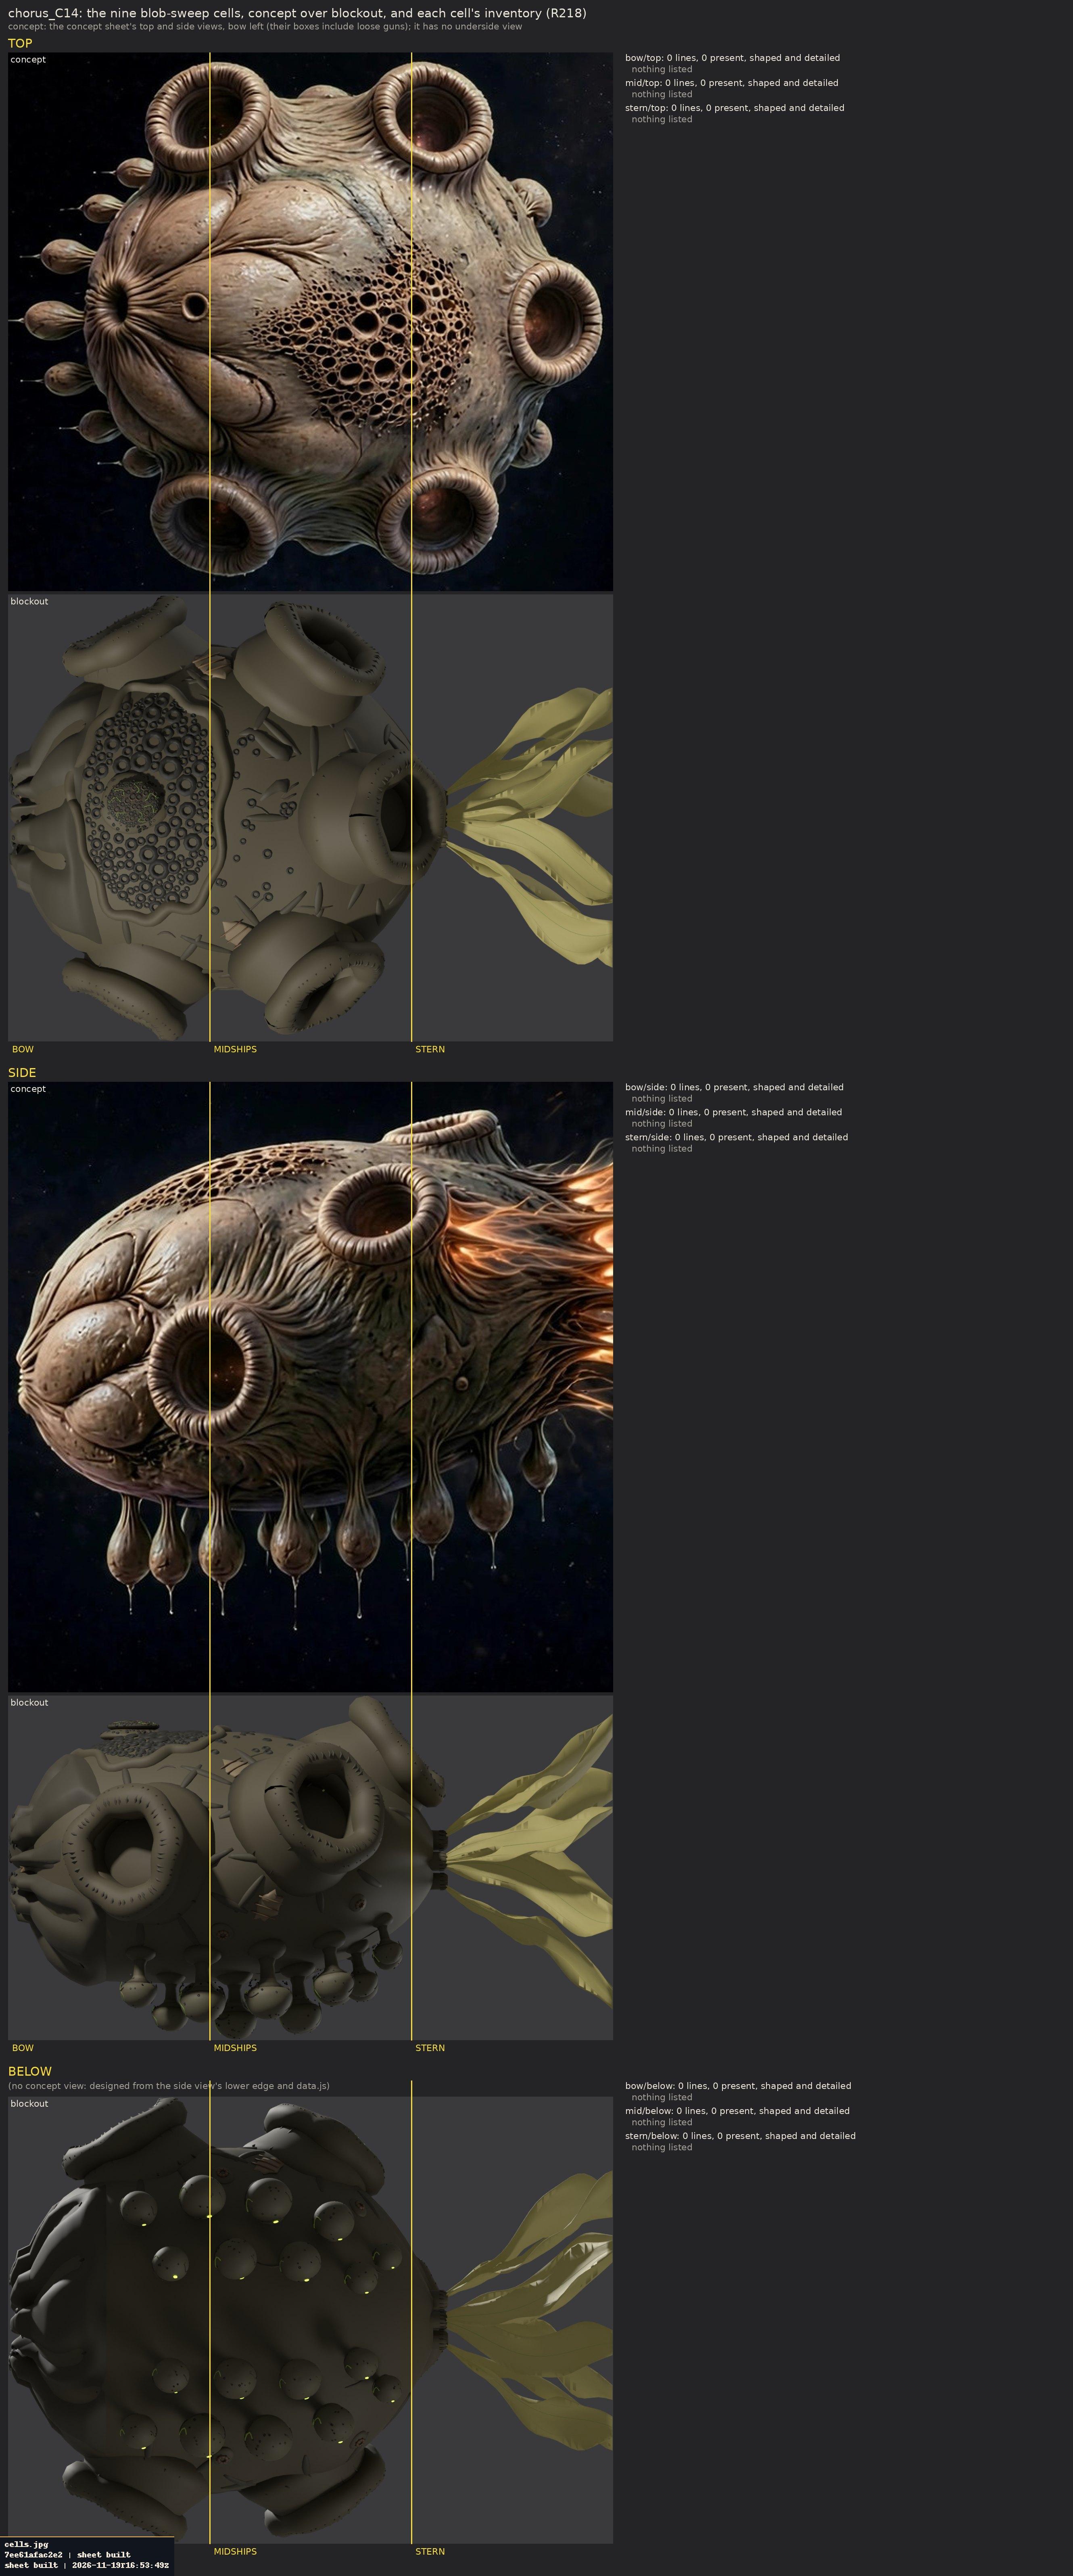 chorus_C14: the nine blob-sweep cells, concept over blockout, and each cell's inventory (R218)
concept: the concept sheet's top and side views, bow left (their boxes include loose guns); it has no underside view
TOP
concept
bow/top: 0 lines, 0 present, shaped and detailed
nothing listed
mid/top: 0 lines, 0 present, shaped and detailed
nothing listed
stern/top: 0 lines, 0 present, shaped and detailed
nothing listed
blockout
BOW
MIDSHIPS
STERN
SIDE
concept
bow/side: 0 lines, 0 present, shaped and detailed
nothing listed
mid/side: 0 lines, 0 present, shaped and detailed
nothing listed
stern/side: 0 lines, 0 present, shaped and detailed
nothing listed
blockout
BOW
MIDSHIPS
STERN
BELOW
(no concept view: designed from the side view's lower edge and data.js)
bow/below: 0 lines, 0 present, shaped and detailed
nothing listed
mid/below: 0 lines, 0 present, shaped and detailed
nothing listed
stern/below: 0 lines, 0 present, shaped and detailed
nothing listed
blockout
MIDSHIPS
STERN
cells.jpg
7ee61afac2e2 | sheet built
sheet built | 2026-11-19T16:53:49Z